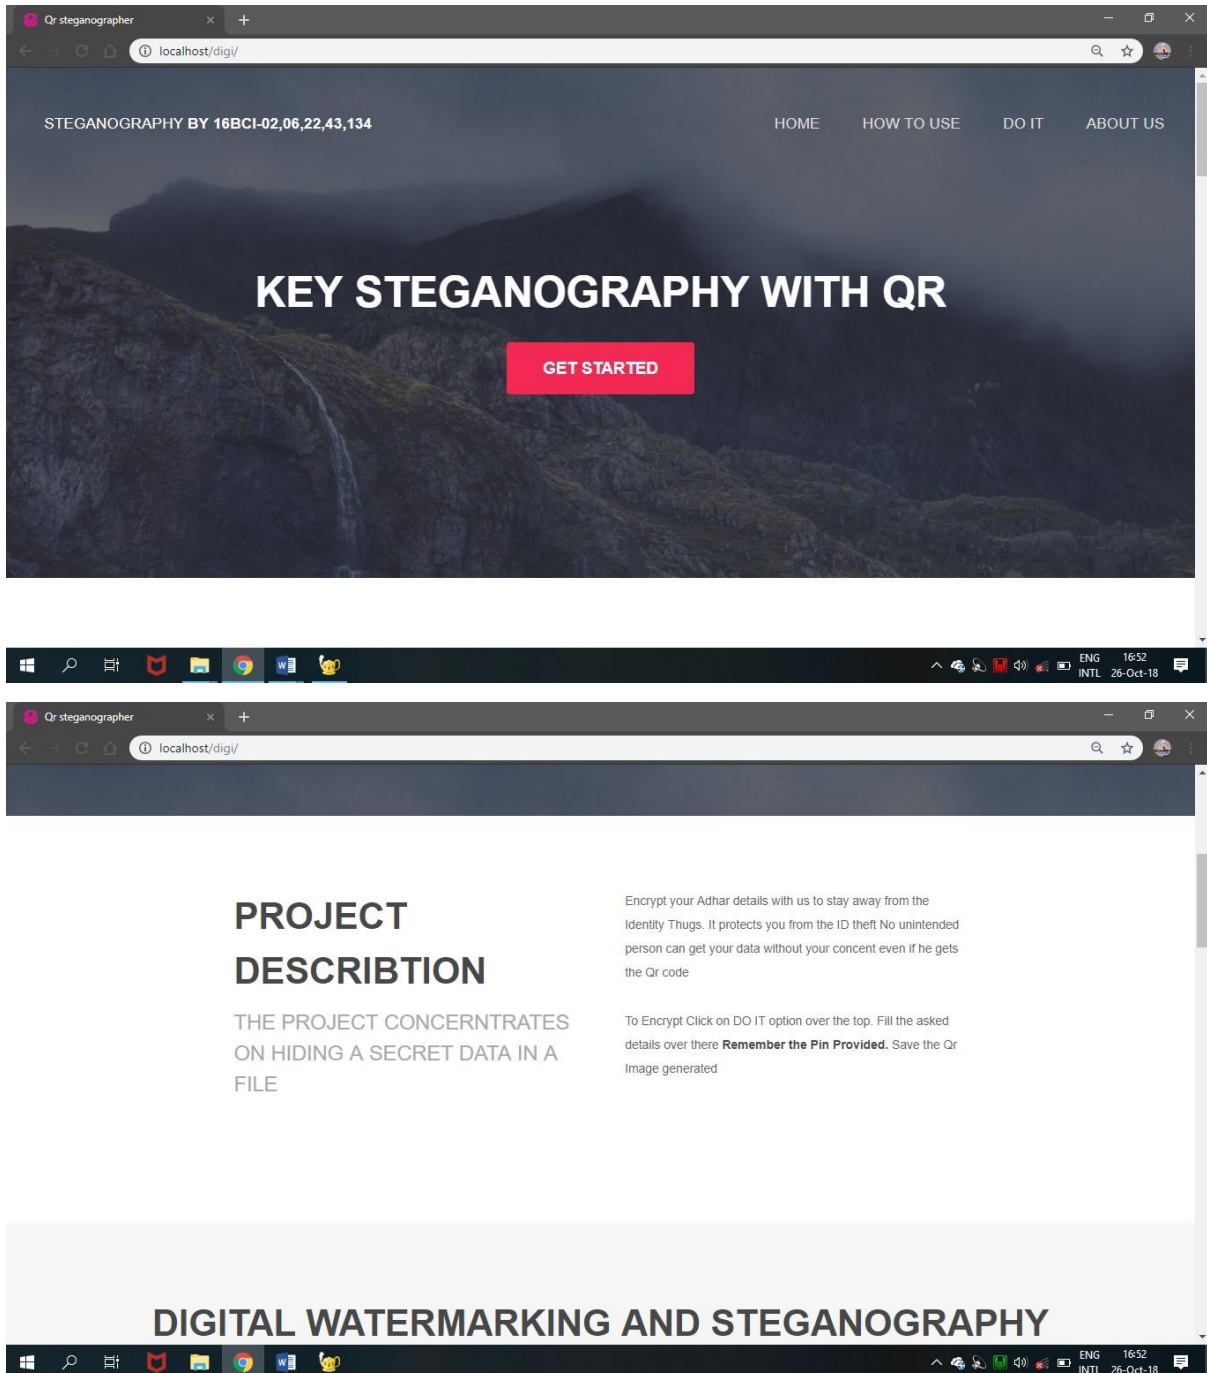 Qr steganographer
localhost/digi/
STEGANOGRAPHY BY 16BCI-02,06,22,43,134
HOME HOW TO USE DO IT ABOUT US
KEY STEGANOGRAPHY WITH QR
GET STARTED
ENG 16:52
INTL 26-Oct-18
Qr steganographer
localhost/digi/
PROJECT
DESCRIBTION
THE PROJECT CONCERNTRATES
ON HIDING A SECRET DATA IN A
FILE
Encrypt your Adhar details with us to stay away from the
Identity Thugs. It protects you from the ID theft No unintended
person can get your data without your concent even if he gets
the Qr code
To Encrypt Click on DO IT option over the top. Fill the asked
details over there Remember the Pin Provided. Save the Qr
Image generated
DIGITAL WATERMARKING AND STEGANOGRAPHY
ENG 16:52
INTL 26-Oct-18